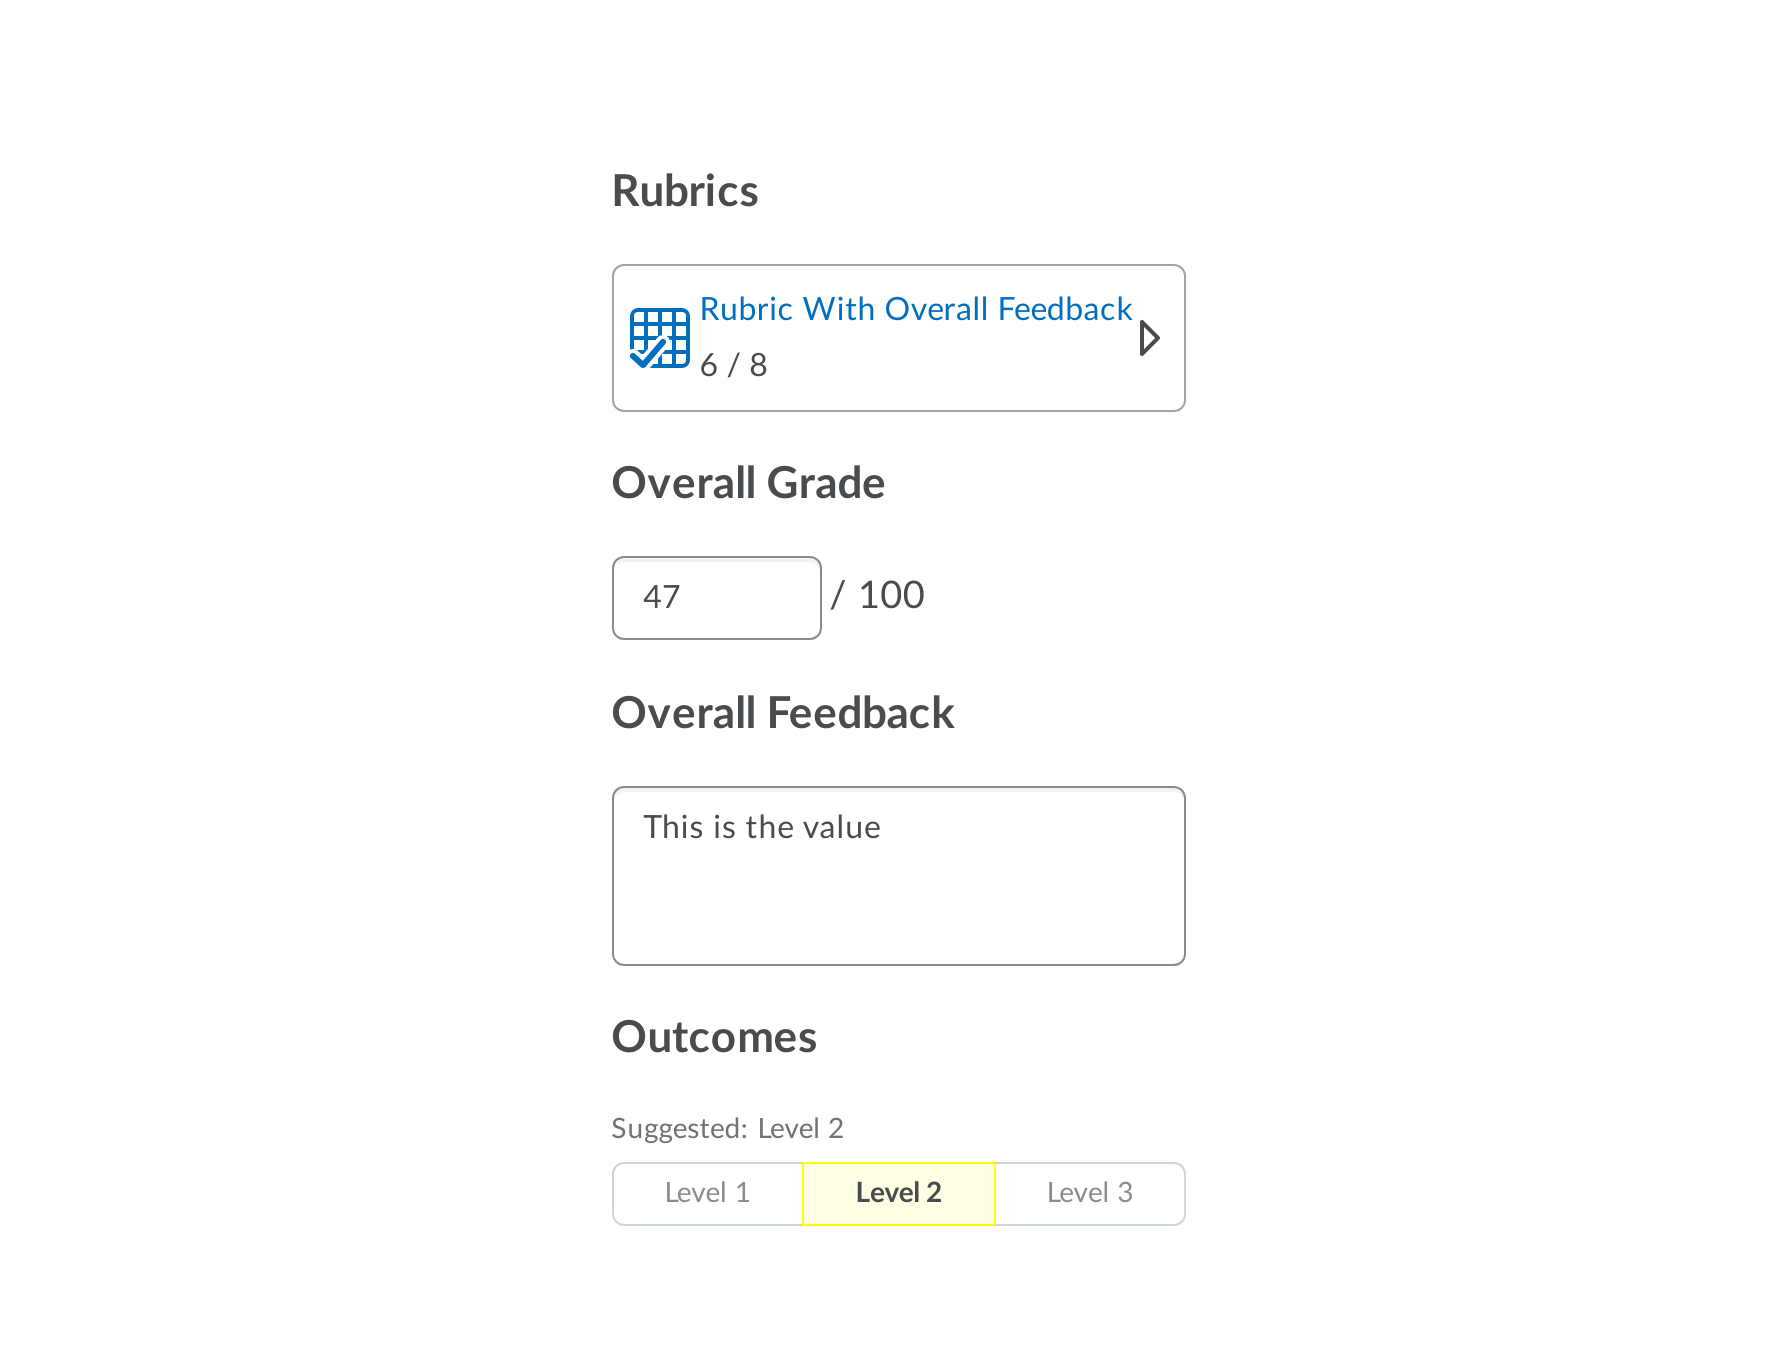 Rubrics
Rubric With Overall Feedback
6 / 8
Overall Grade
47 / 100
Overall Feedback
This is the value
Outcomes
Suggested: Level 2
Level 1 Level 2 Level 3